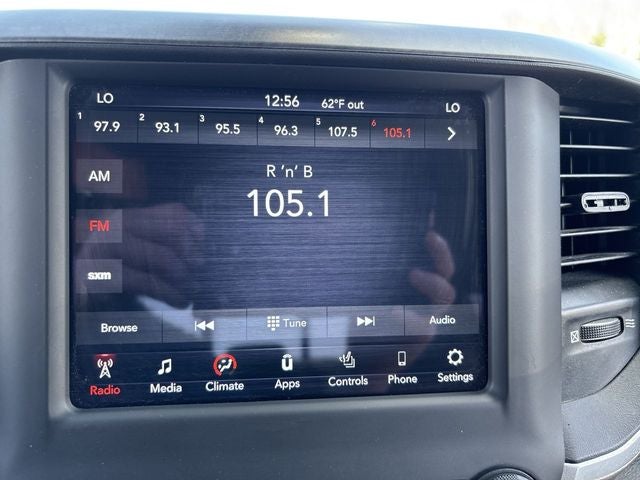 LO 12:56 62°F out LO
1 97.9 2 93.1 3 95.5 4 96.3 5 107.5 6 105.1
AM
R 'n' B
105.1
FM
sxm
Browse Tune Audio
Radio Media Climate Apps Controls Phone Settings